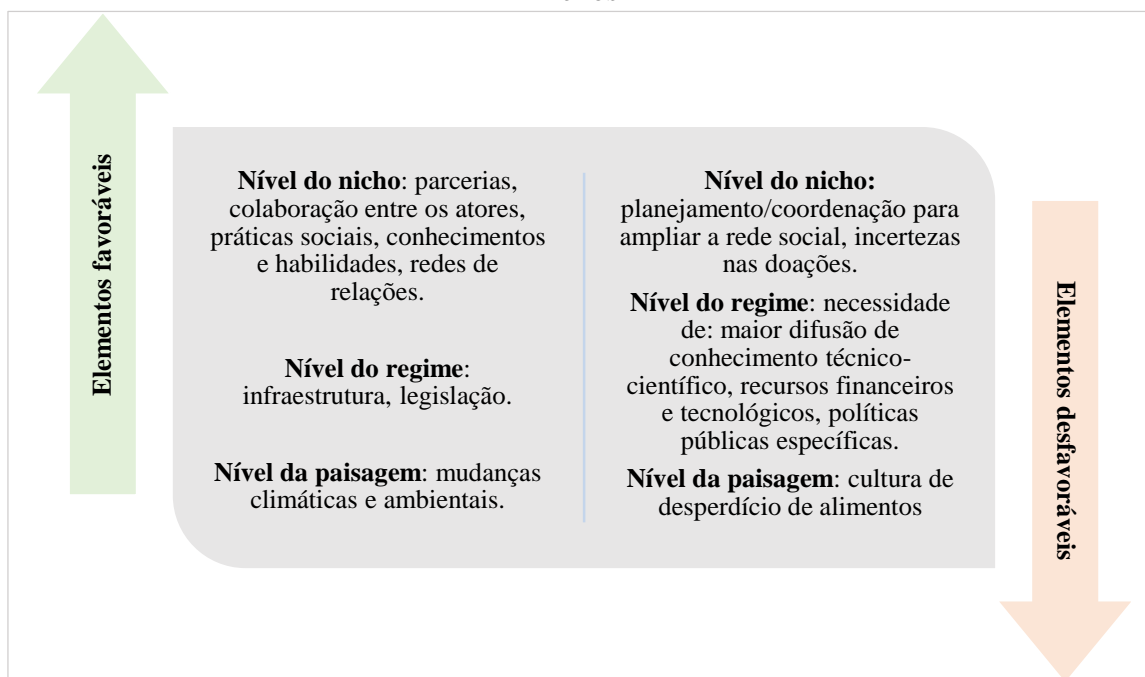 Elementos favoráveis
Nível do nicho: parcerias,
colaboração entre os atores,
práticas sociais, conhecimentos
e habilidades, redes de
relações.
Nível do regime:
infraestrutura, legislação.
Nível da paisagem: mudanças
climáticas e ambientais.
Nível do nicho:
planejamento/coordenação para
ampliar a rede social, incertezas
nas doações.
Nível do regime: necessidade
de: maior difusão de
conhecimento técnico-
científico, recursos financeiros
e tecnológicos, políticas
públicas específicas.
Nível da paisagem: cultura de
desperdício de alimentos
Elementos desfavoráveis